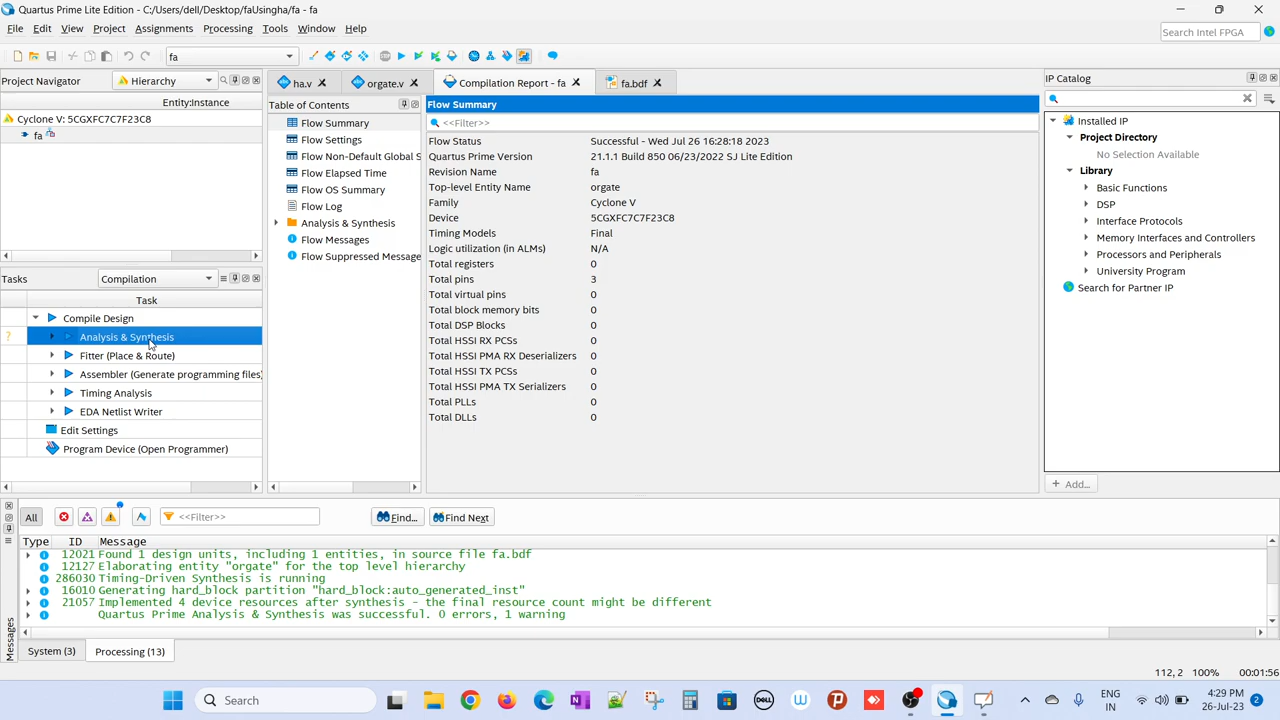 Quartus Prime Lite Edition - C:/Users/dell/Desktop/faUsingha/fa - fa
File Edit View Project Assignments Processing Tools Window Help
Search Intel FPGA
fa
Project Navigator Hierarchy
Entity:Instance
Cyclone V: 5CGXFC7C7F23C8
fa
Tasks Compilation
Task
Compile Design
? Analysis & Synthesis
Fitter (Place & Route)
Assembler (Generate programming files)
Timing Analysis
EDA Netlist Writer
Edit Settings
Program Device (Open Programmer)
ha.v orgate.v Compilation Report - fa fa.bdf
Table of Contents
Flow Summary
Flow Settings
Flow Non-Default Global S
Flow Elapsed Time
Flow OS Summary
Flow Log
Analysis & Synthesis
Flow Messages
Flow Suppressed Message
Flow Summary
<<Filter>>
Flow Status Successful - Wed Jul 26 16:28:18 2023
Quartus Prime Version 21.1.1 Build 850 06/23/2022 SJ Lite Edition
Revision Name fa
Top-level Entity Name orgate
Family Cyclone V
Device 5CGXFC7C7F23C8
Timing Models Final
Logic utilization (in ALMs) N/A
Total registers 0
Total pins 3
Total virtual pins 0
Total block memory bits 0
Total DSP Blocks 0
Total HSSI RX PCSs 0
Total HSSI PMA RX Deserializers 0
Total HSSI TX PCSs 0
Total HSSI PMA TX Serializers 0
Total PLLs 0
Total DLLs 0
IP Catalog
Installed IP
Project Directory
No Selection Available
Library
Basic Functions
DSP
Interface Protocols
Memory Interfaces and Controllers
Processors and Peripherals
University Program
Search for Partner IP
+ Add...
All <<Filter>> Find... Find Next
Type ID Message
12021 Found 1 design units, including 1 entities, in source file fa.bdf
12127 Elaborating entity "orgate" for the top level hierarchy
286030 Timing-Driven Synthesis is running
16010 Generating hard_block partition "hard_block:auto_generated_inst"
21057 Implemented 4 device resources after synthesis - the final resource count might be different
Quartus Prime Analysis & Synthesis was successful. 0 errors, 1 warning
Messages
System (3) Processing (13)
112, 2 100% 00:01:56
Search
DELL
ENG
IN
4:29 PM
26-Jul-23
2